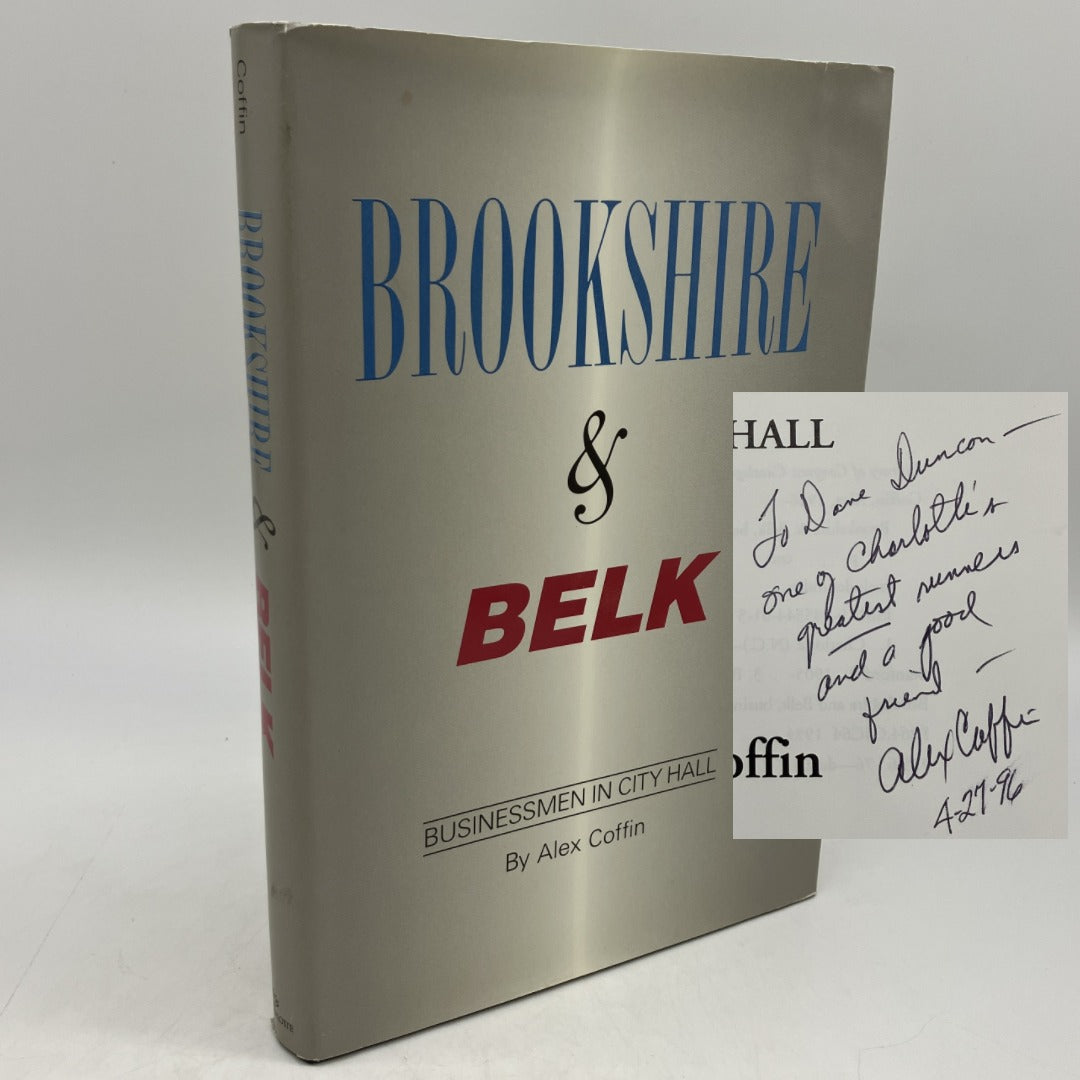 Coffin
BROOKSHIRE
&
BELK
BROOKSHIRE
&
BELK
BUSINESSMEN IN CITY HALL
By Alex Coffin
HALL
To Dave Duncan —
one of Charlotte's
greatest runners
and a good
friend —
Alex Coffin
4-27-96
offin